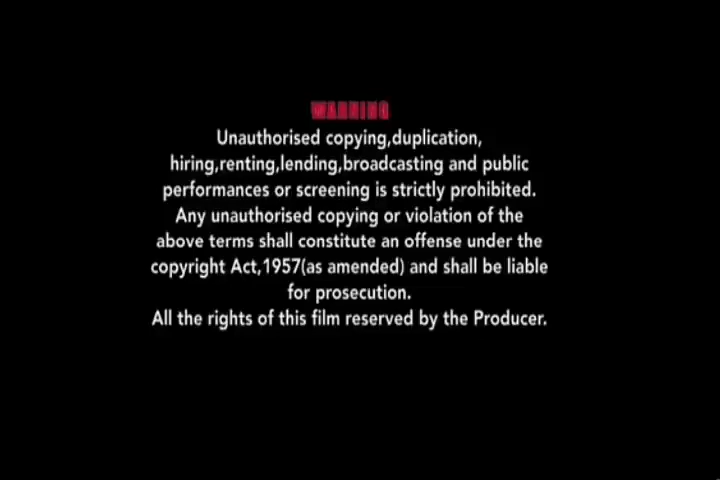 WARNING
Unauthorised copying,duplication,
hiring,renting,lending,broadcasting and public
performances or screening is strictly prohibited.
Any unauthorised copying or violation of the
above terms shall constitute an offense under the
copyright Act,1957(as amended) and shall be liable
for prosecution.
All the rights of this film reserved by the Producer.